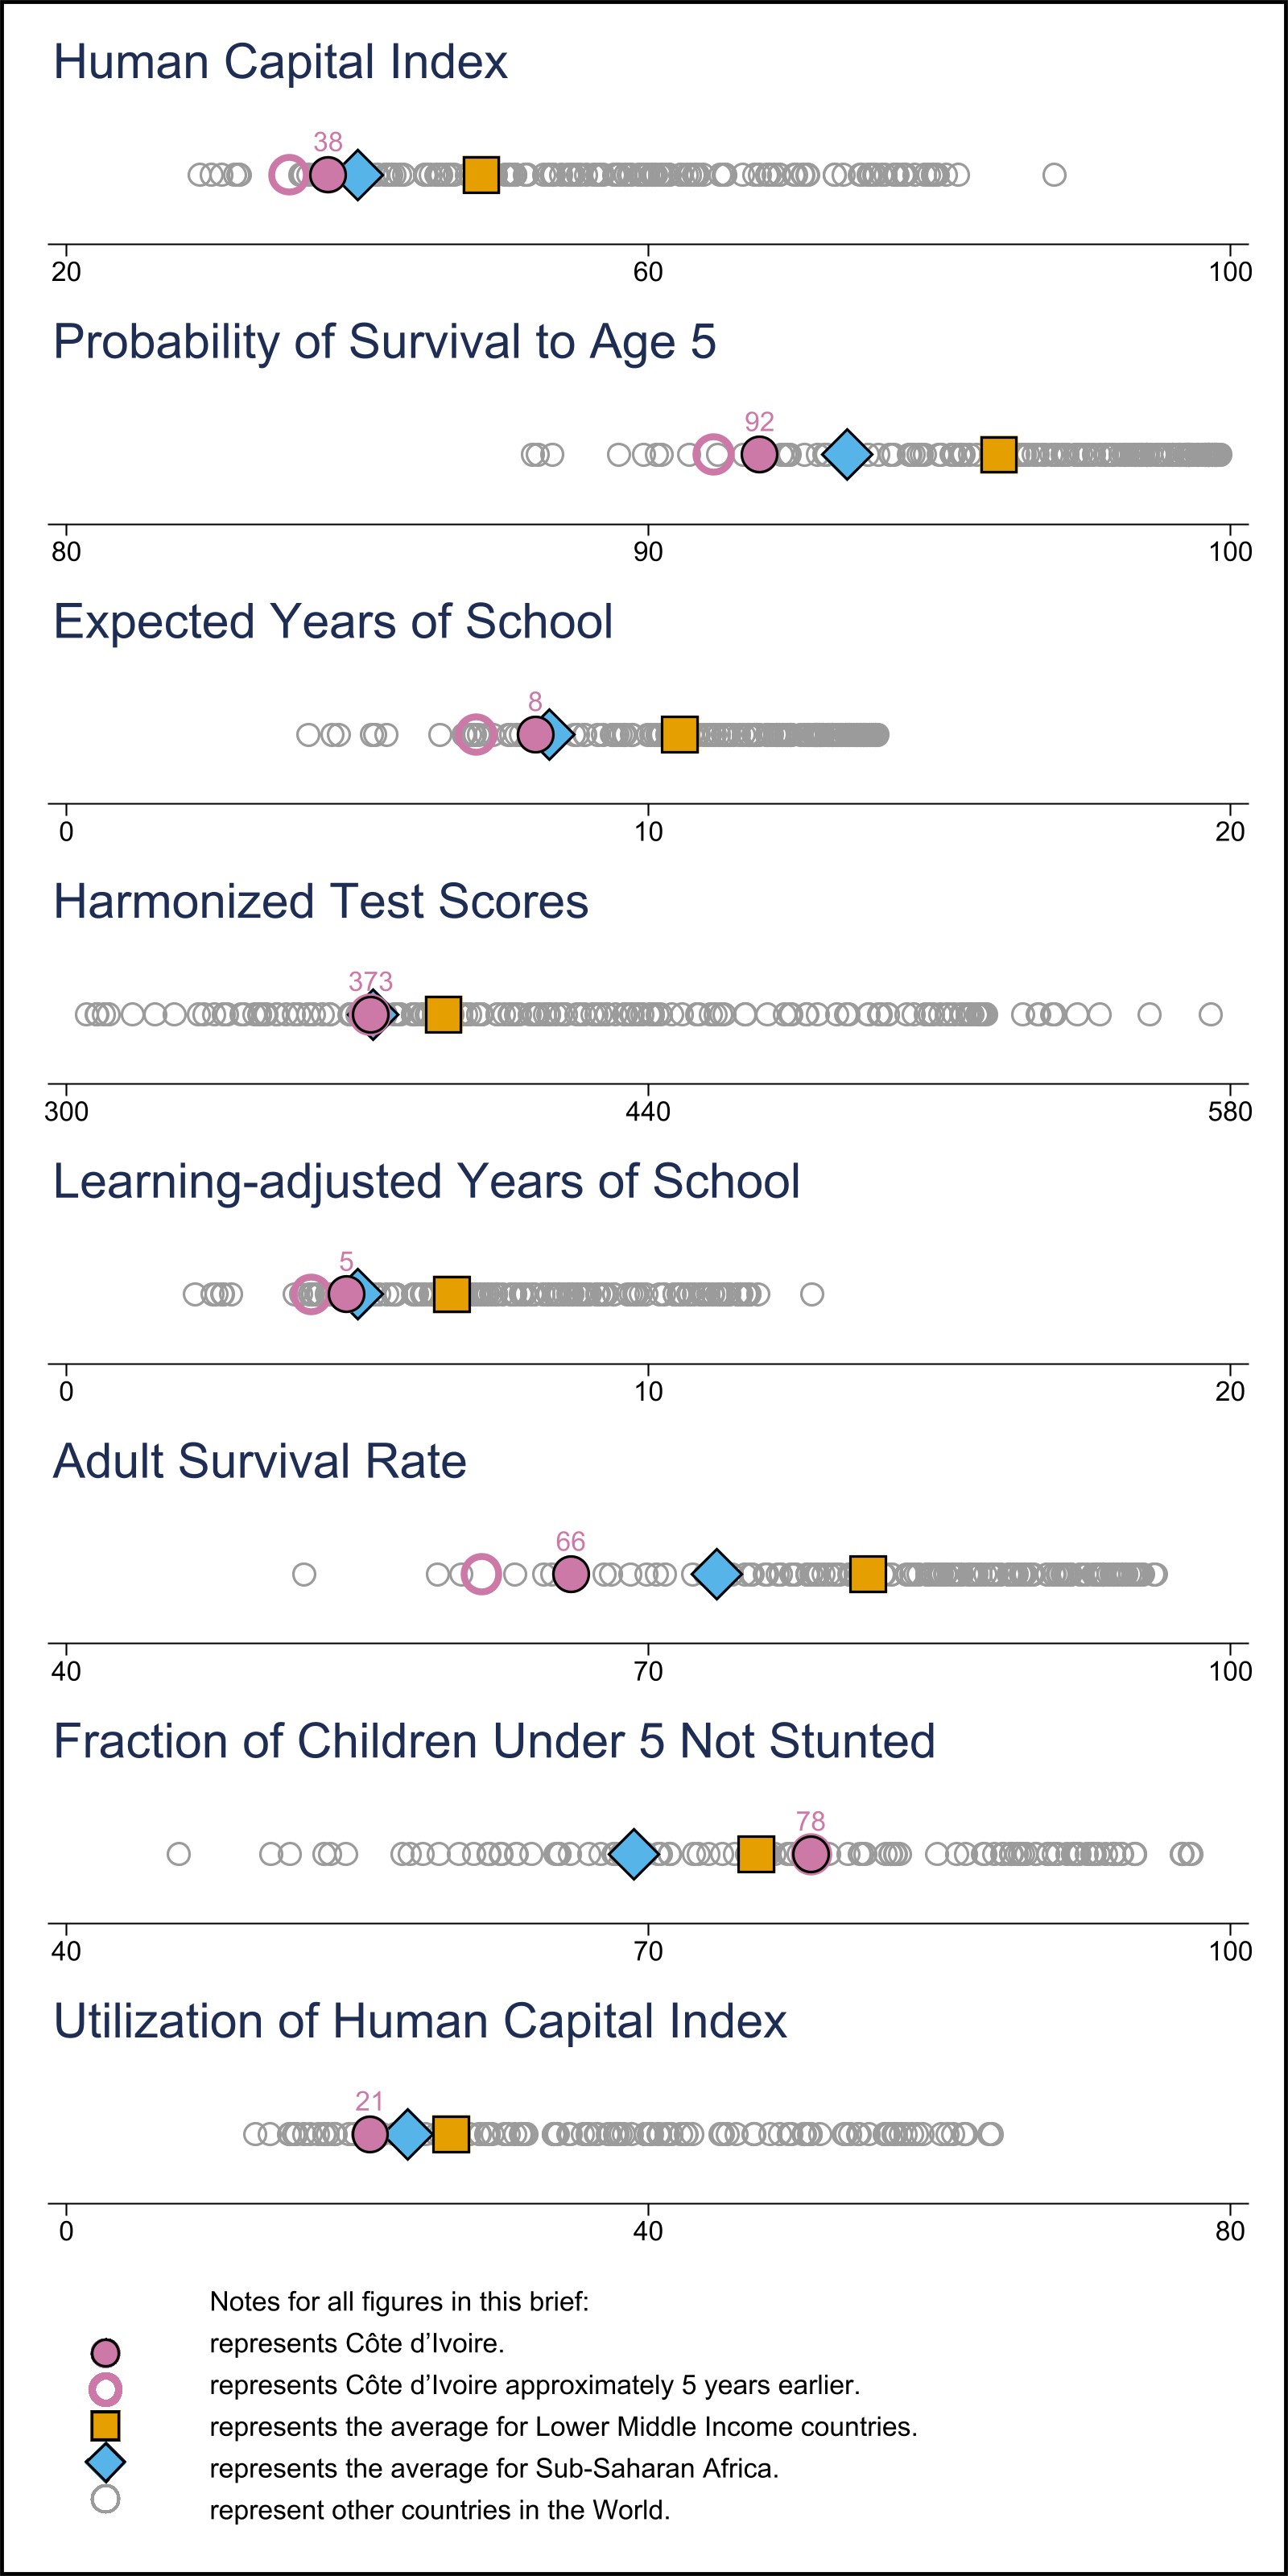 Human Capital Index
38
20 60 100
Probability of Survival to Age 5
92
80 90 100
Expected Years of School
8
0 10 20
Harmonized Test Scores
373
300 440 580
Learning-adjusted Years of School
5
0 10 20
Adult Survival Rate
66
40 70 100
Fraction of Children Under 5 Not Stunted
78
40 70 100
Utilization of Human Capital Index
21
0 40 80
Notes for all figures in this brief:
represents Côte d’Ivoire.
represents Côte d’Ivoire approximately 5 years earlier.
represents the average for Lower Middle Income countries.
represents the average for Sub-Saharan Africa.
represent other countries in the World.